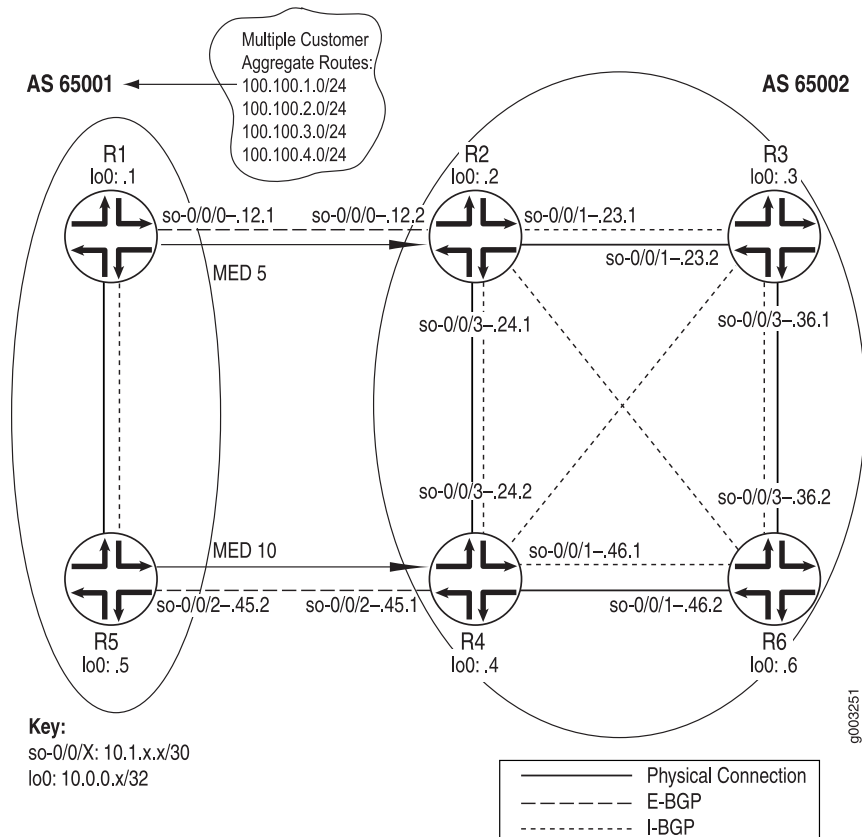 Multiple Customer
Aggregate Routes:
100.100.1.0/24
100.100.2.0/24
100.100.3.0/24
100.100.4.0/24
AS 65001
AS 65002
R1
lo0: .1
R2
lo0: .2
R3
lo0: .3
so-0/0/0–.12.1
so-0/0/0–.12.2
so-0/0/1–.23.1
so-0/0/1–.23.2
MED 5
so-0/0/3–.24.1
so-0/0/3–.36.1
so-0/0/3–.24.2
so-0/0/3–.36.2
MED 10
so-0/0/1–.46.1
so-0/0/2–.45.2
so-0/0/2–.45.1
so-0/0/1–.46.2
R5
lo0: .5
R4
lo0: .4
R6
lo0: .6
Key:
so-0/0/X: 10.1.x.x/30
lo0: 10.0.0.x/32
Physical Connection
E-BGP
I-BGP
g003251